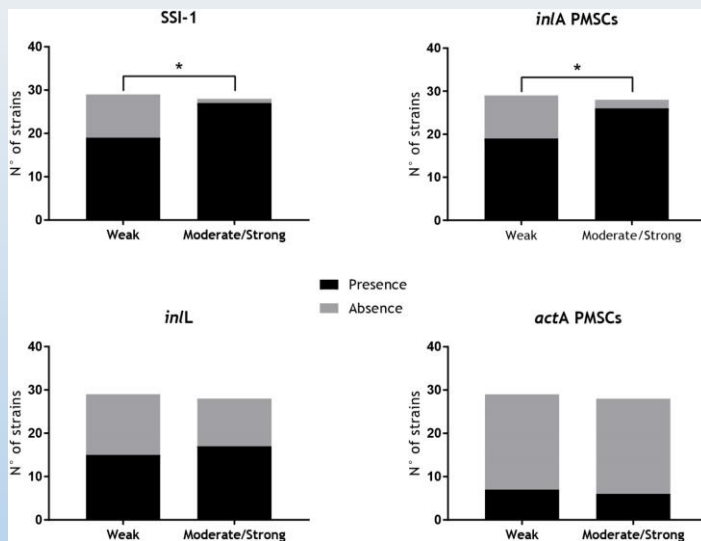 SSI-1
N° of strains
40
30
20
10
0
*
Weak
Moderate/Strong
inlA PMSCs
N° of strains
40
30
20
10
0
*
Weak
Moderate/Strong
Presence
Absence
inlL
N° of strains
40
30
20
10
0
Weak
Moderate/Strong
actA PMSCs
N° of strains
40
30
20
10
0
Weak
Moderate/Strong